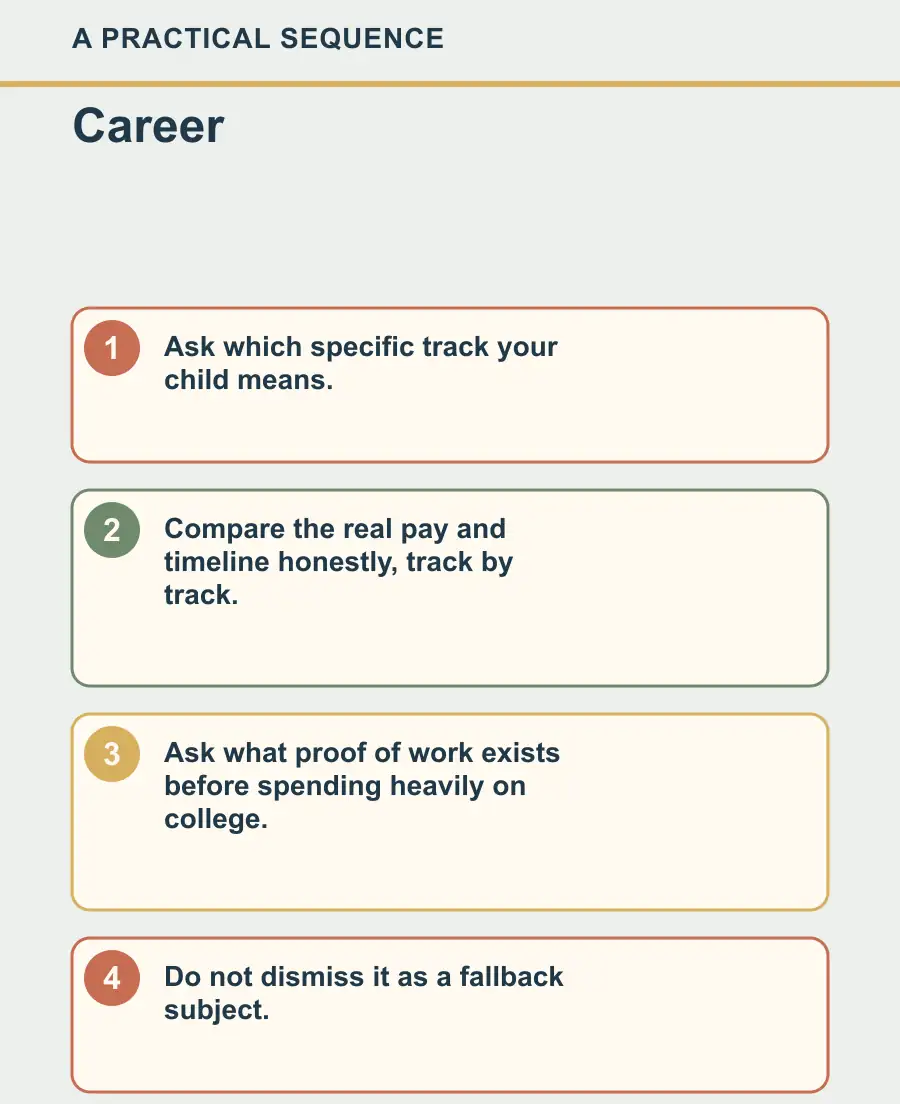 A PRACTICAL SEQUENCE
Career
1
Ask which specific track your
child means.
2
Compare the real pay and
timeline honestly, track by
track.
3
Ask what proof of work exists
before spending heavily on
college.
4
Do not dismiss it as a fallback
subject.